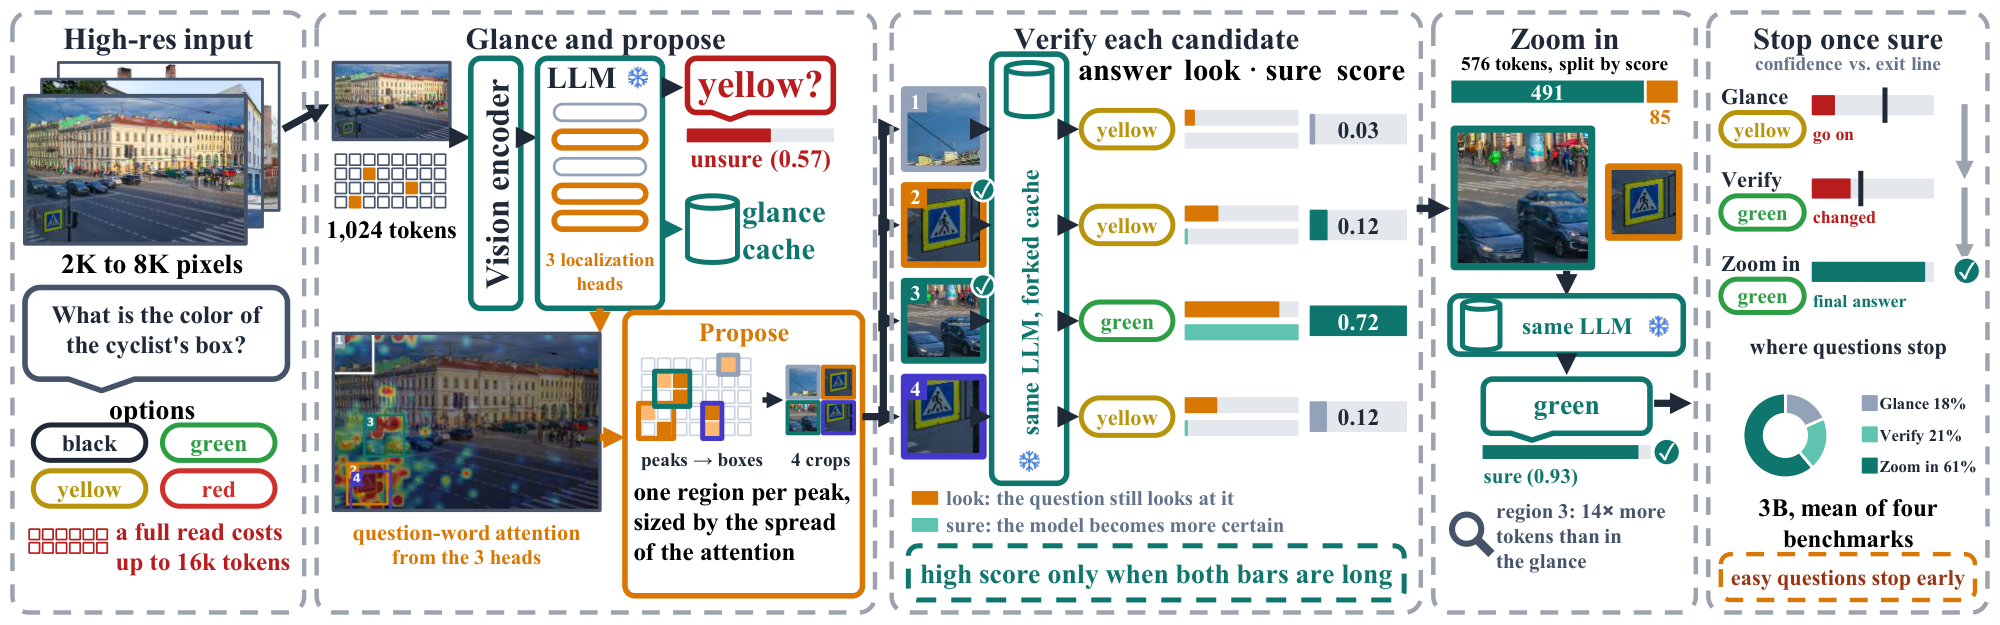 High-res input
2K to 8K pixels
What is the color of
the cyclist's box?
options
black
green
yellow
red
a full read costs
up to 16k tokens
Glance and propose
1,024 tokens
Vision encoder
LLM
3 localization
heads
yellow?
unsure (0.57)
glance
cache
1
3
4
question-word attention
from the 3 heads
Propose
peaks → boxes
4 crops
one region per peak,
sized by the spread
of the attention
Verify each candidate
answer look · sure score
1
2
3
4
same LLM, forked cache
yellow
0.03
yellow
0.12
green
0.72
yellow
0.12
look: the question still looks at it
sure: the model becomes more certain
high score only when both bars are long
Zoom in
576 tokens, split by score
491
85
same LLM
green
sure (0.93)
region 3: 14× more
tokens than in
the glance
Stop once sure
confidence vs. exit line
Glance
yellow
go on
Verify
green
changed
Zoom in
green
final answer
where questions stop
Glance 18%
Verify 21%
Zoom in 61%
3B, mean of four
benchmarks
easy questions stop early